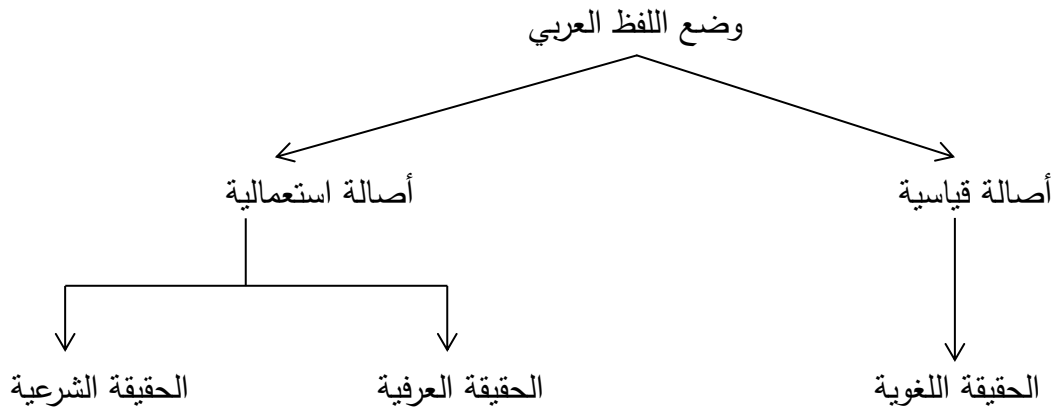 وضع اللفظ العربي
أصالة قياسية
أصالة استعمالية
الحقيقة اللغوية
الحقيقة العرفية
الحقيقة الشرعية